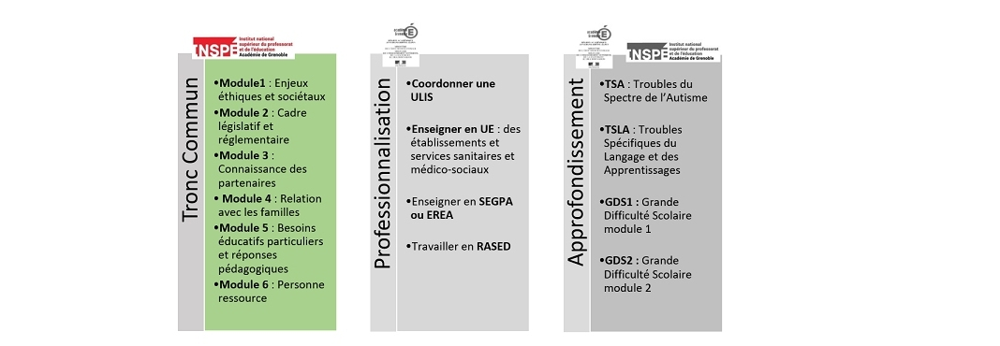 INSPÉ
Institut national
supérieur du professorat
et de l'éducation
Académie de Grenoble
Tronc Commun
•Module1 : Enjeux
éthiques et sociétaux
•Module 2 : Cadre
législatif et
réglementaire
•Module 3 :
Connaissance des
partenaires
• Module 4 : Relation
avec les familles
•Module 5 : Besoins
éducatifs particuliers
et réponses
pédagogiques
•Module 6 : Personne
ressource
Professionnalisation
•Coordonner une
ULIS
•Enseigner en UE : des
établissements et
services sanitaires et
médico-sociaux
•Enseigner en SEGPA
ou EREA
•Travailler en RASED
INSPÉ
Institut national
supérieur du professorat
et de l'éducation
Académie de Grenoble
Approfondissement
•TSA : Troubles du
Spectre de l'Autisme
•TSLA : Troubles
Spécifiques du
Langage et des
Apprentissages
•GDS1 : Grande
Difficulté Scolaire
module 1
•GDS2 : Grande
Difficulté Scolaire
module 2